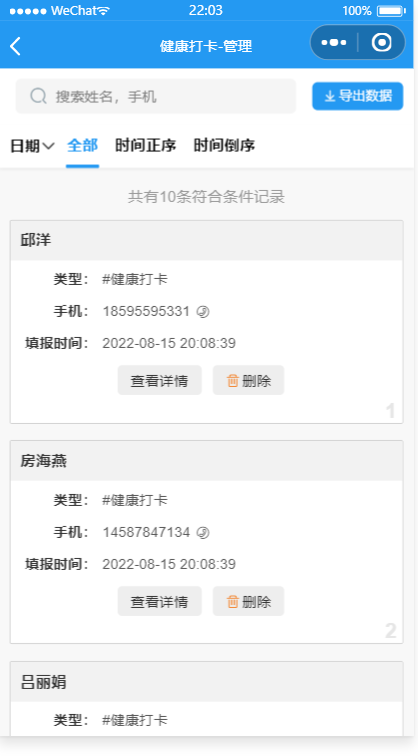 WeChat 22:03 100%
健康打卡-管理
搜索姓名，手机 导出数据
日期 全部 时间正序 时间倒序
共有10条符合条件记录
邱洋
类型： #健康打卡
手机： 18595595331
填报时间： 2022-08-15 20:08:39
查看详情 删除
1
房海燕
类型： #健康打卡
手机： 14587847134
填报时间： 2022-08-15 20:08:39
查看详情 删除
2
吕丽娟
类型： #健康打卡